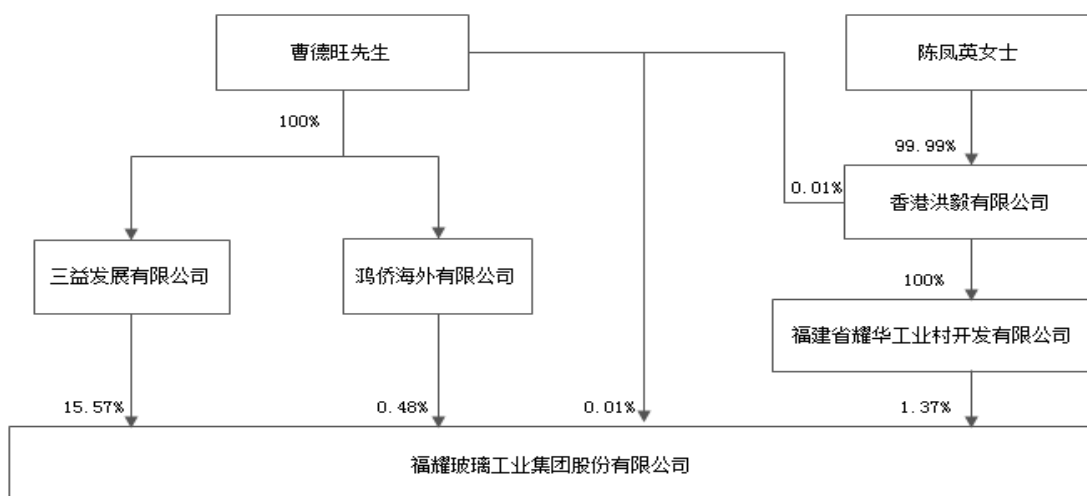 曹德旺先生
陈凤英女士
100%
99.99%
0.01%
香港洪毅有限公司
三益发展有限公司
鸿侨海外有限公司
100%
福建省耀华工业村开发有限公司
15.57%
0.48%
0.01%
1.37%
福耀玻璃工业集团股份有限公司